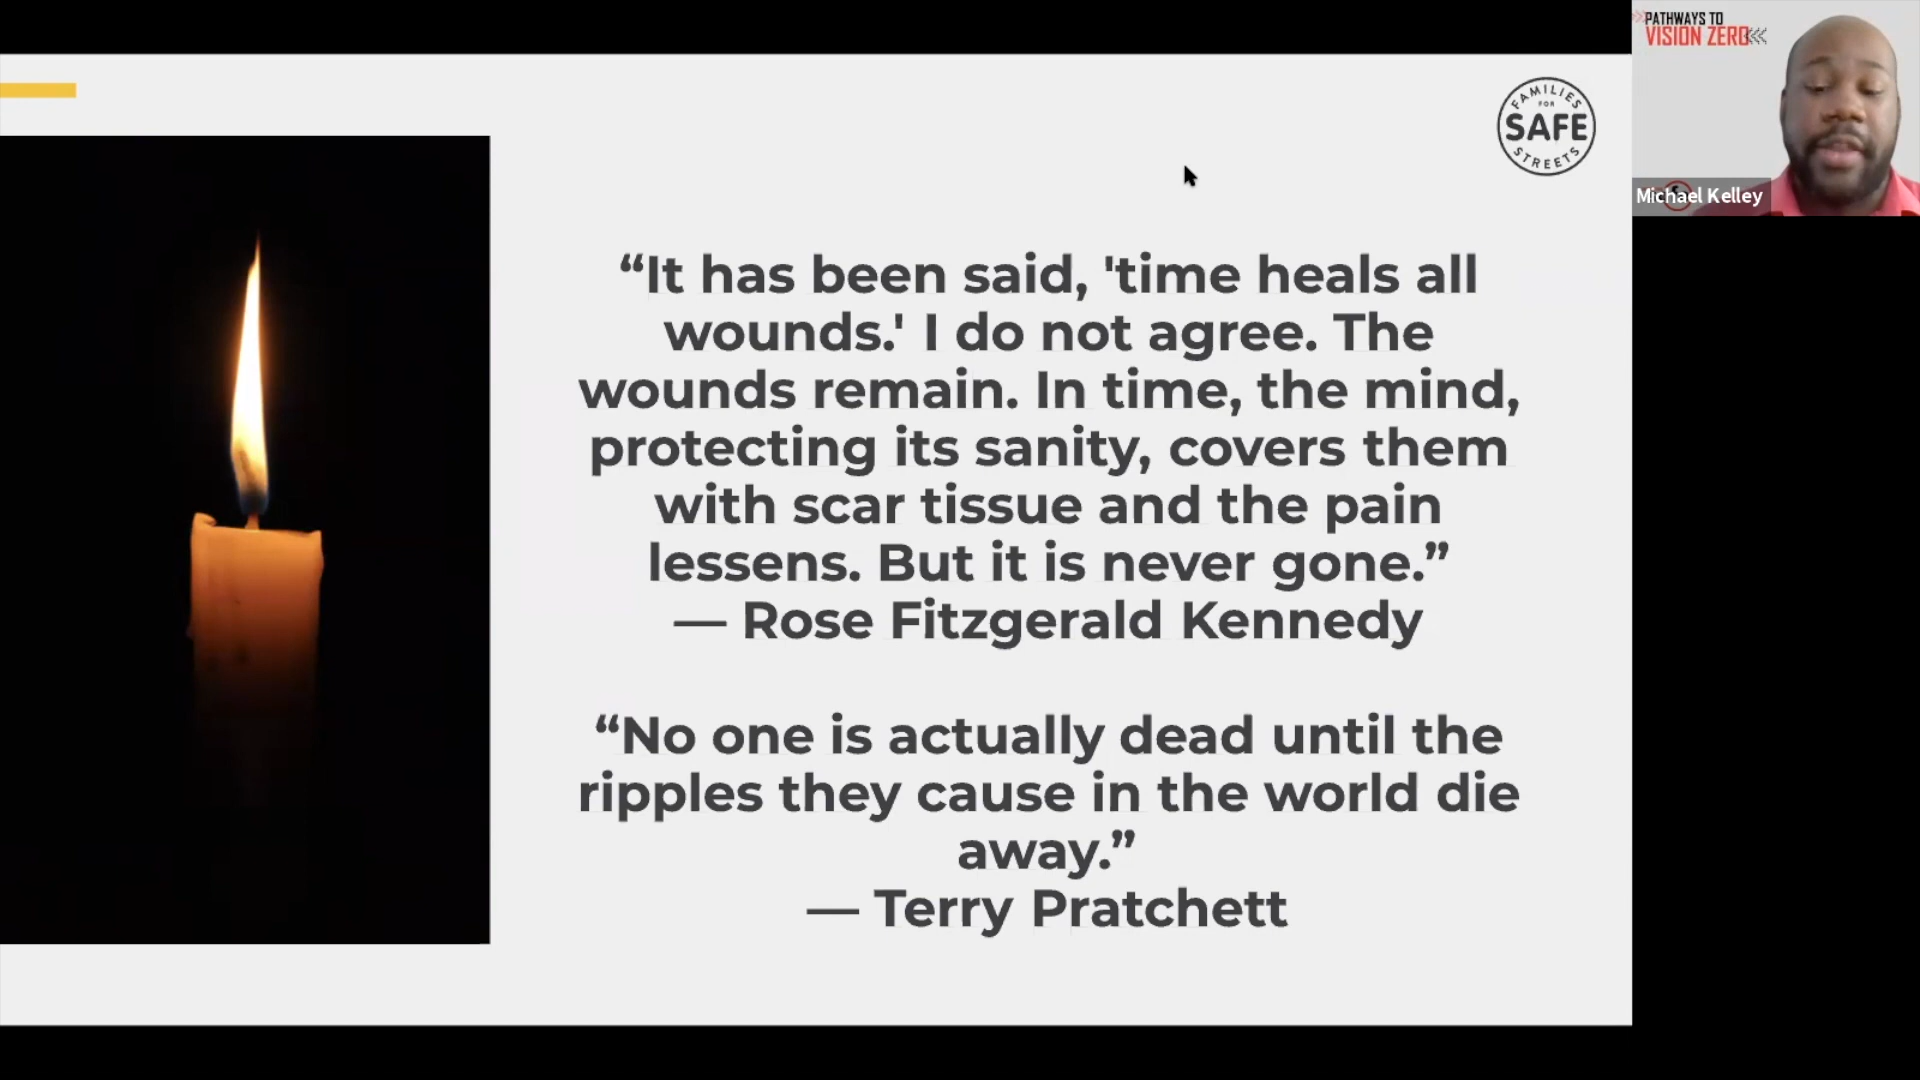 PATHWAYS TO
VISION ZERO
Michael Kelley
FAMILIES
FOR
SAFE
STREETS
“It has been said, 'time heals all
wounds.' I do not agree. The
wounds remain. In time, the mind,
protecting its sanity, covers them
with scar tissue and the pain
lessens. But it is never gone.”
— Rose Fitzgerald Kennedy
“No one is actually dead until the
ripples they cause in the world die
away.”
— Terry Pratchett